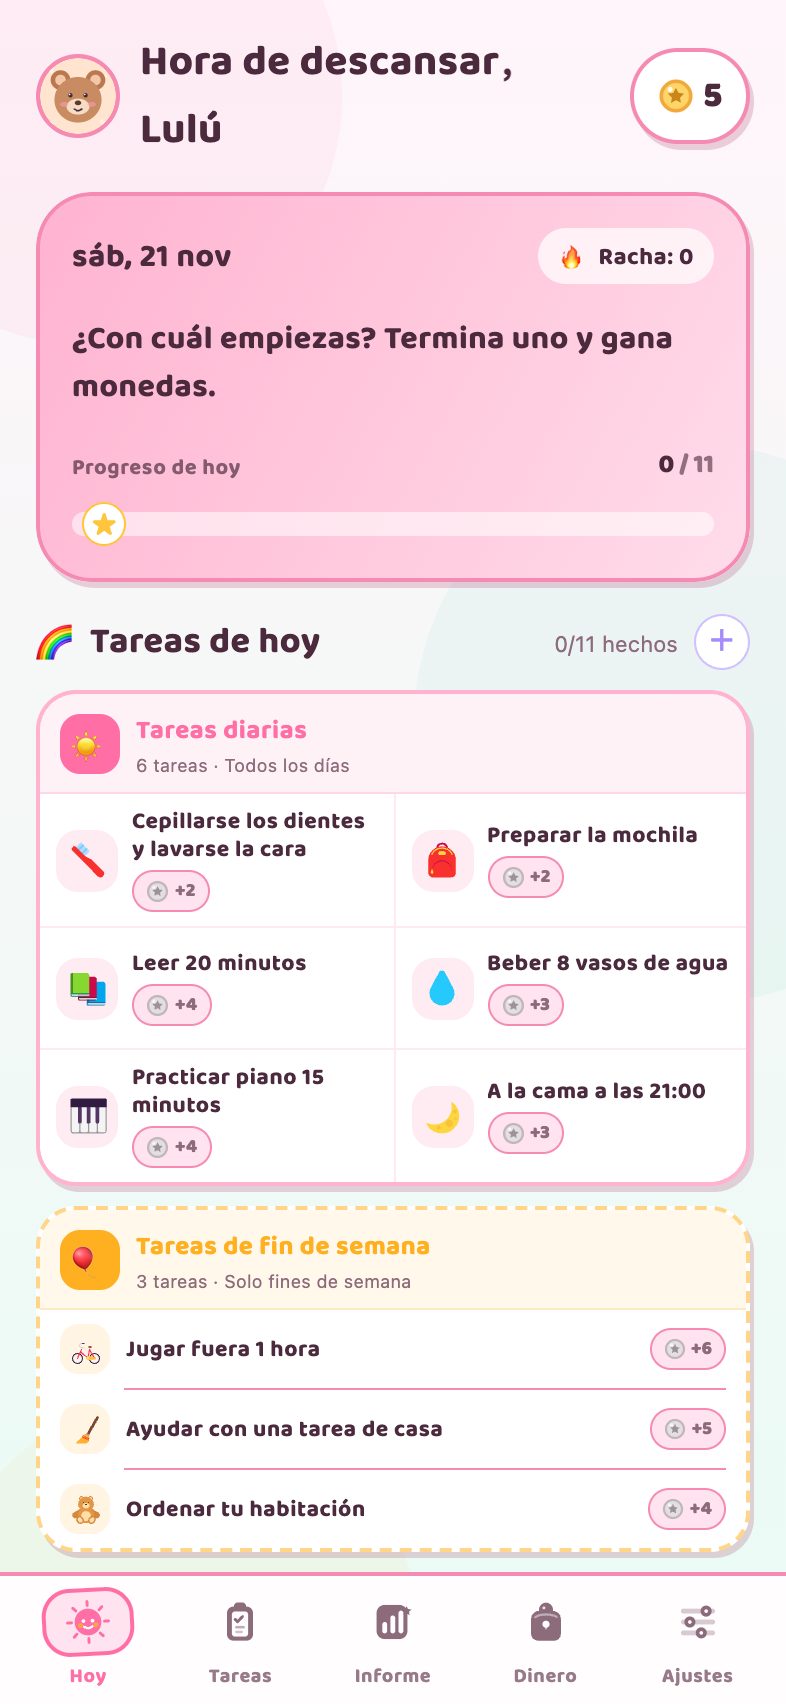 Hora de descansar,
Lulú
5
sáb, 21 nov
Racha: 0
¿Con cuál empiezas? Termina uno y gana
monedas.
Progreso de hoy
0 / 11
Tareas de hoy
0/11 hechos
Tareas diarias
6 tareas · Todos los días
Cepillarse los dientes
y lavarse la cara
+2
Preparar la mochila
+2
Leer 20 minutos
+4
Beber 8 vasos de agua
+3
Practicar piano 15
minutos
+4
A la cama a las 21:00
+3
Tareas de fin de semana
3 tareas · Solo fines de semana
Jugar fuera 1 hora
+6
Ayudar con una tarea de casa
+5
Ordenar tu habitación
+4
Hoy
Tareas
Informe
Dinero
Ajustes